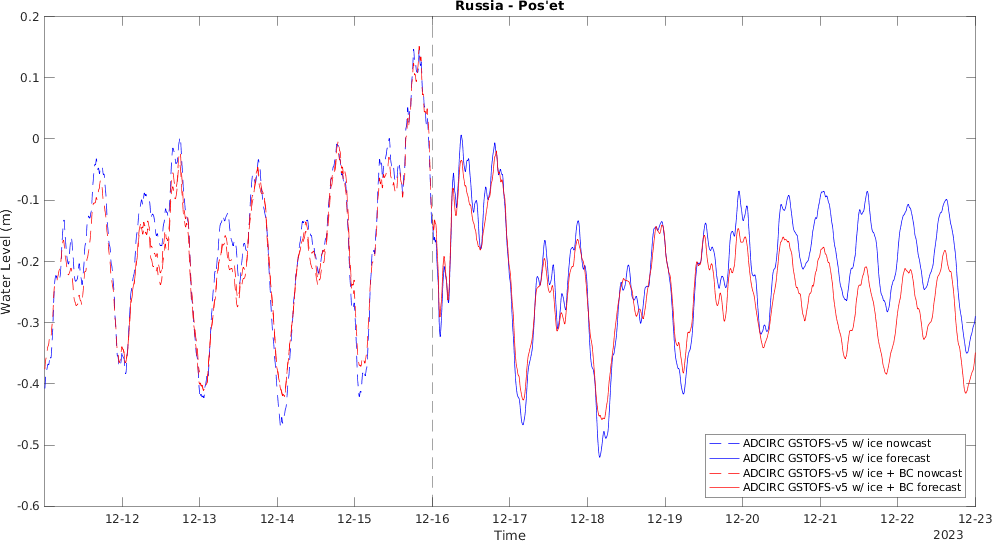 Russia - Pos'et
Water Level (m)
0.2
0.1
0
-0.1
-0.2
-0.3
-0.4
-0.5
-0.6
ADCIRC GSTOFS-v5 w/ ice nowcast
ADCIRC GSTOFS-v5 w/ ice forecast
ADCIRC GSTOFS-v5 w/ ice + BC nowcast
ADCIRC GSTOFS-v5 w/ ice + BC forecast
12-12 12-13 12-14 12-15 12-16 12-17 12-18 12-19 12-20 12-21 12-22 12-23
Time
2023